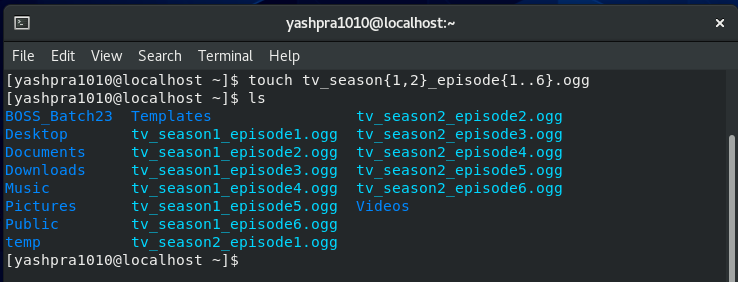 yashpra1010@localhost:~
File Edit View Search Terminal Help
[yashpra1010@localhost ~]$ touch tv_season{1,2}_episode{1..6}.ogg
[yashpra1010@localhost ~]$ ls
BOSS_Batch23  Templates                tv_season2_episode2.ogg
Desktop       tv_season1_episode1.ogg  tv_season2_episode3.ogg
Documents     tv_season1_episode2.ogg  tv_season2_episode4.ogg
Downloads     tv_season1_episode3.ogg  tv_season2_episode5.ogg
Music         tv_season1_episode4.ogg  tv_season2_episode6.ogg
Pictures      tv_season1_episode5.ogg  Videos
Public        tv_season1_episode6.ogg
temp          tv_season2_episode1.ogg
[yashpra1010@localhost ~]$